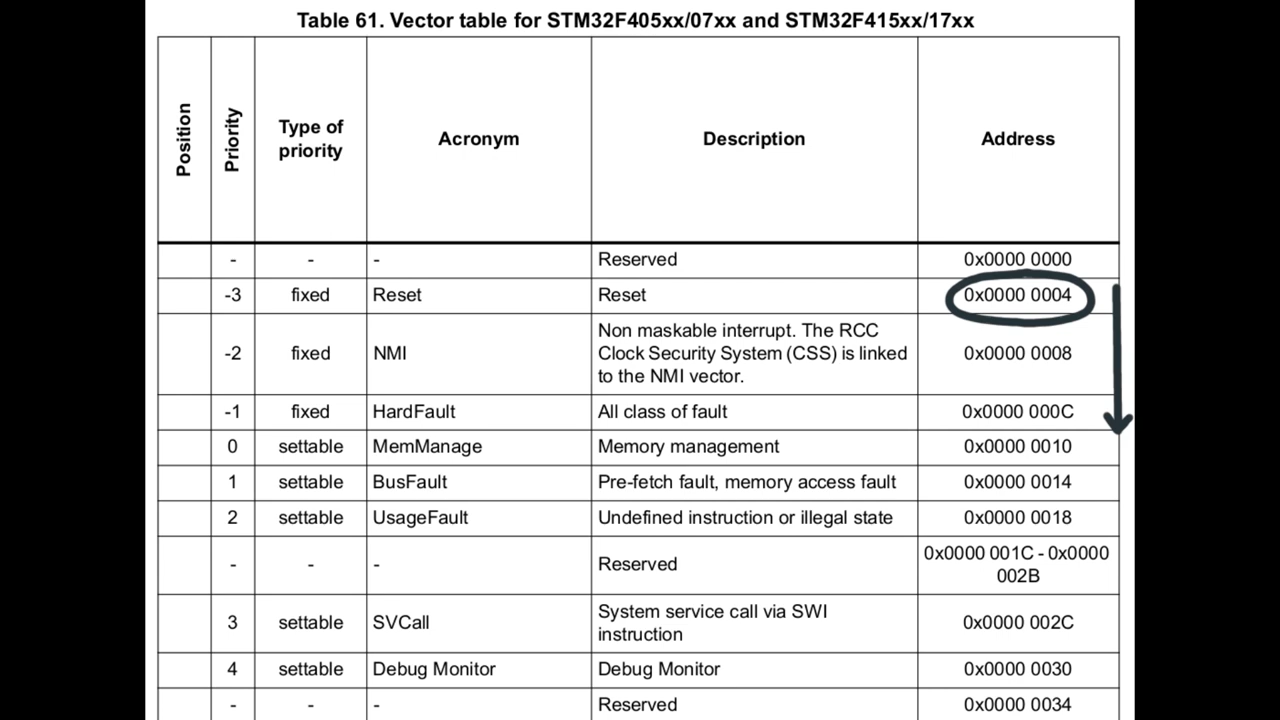 Table 61. Vector table for STM32F405xx/07xx and STM32F415xx/17xx
Position Priority Type of priority Acronym Description Address
- - - Reserved 0x0000 0000
-3 fixed Reset Reset 0x0000 0004
-2 fixed NMI Non maskable interrupt. The RCC Clock Security System (CSS) is linked to the NMI vector. 0x0000 0008
-1 fixed HardFault All class of fault 0x0000 000C
0 settable MemManage Memory management 0x0000 0010
1 settable BusFault Pre-fetch fault, memory access fault 0x0000 0014
2 settable UsageFault Undefined instruction or illegal state 0x0000 0018
- - - Reserved 0x0000 001C - 0x0000 002B
3 settable SVCall System service call via SWI instruction 0x0000 002C
4 settable Debug Monitor Debug Monitor 0x0000 0030
- - - Reserved 0x0000 0034